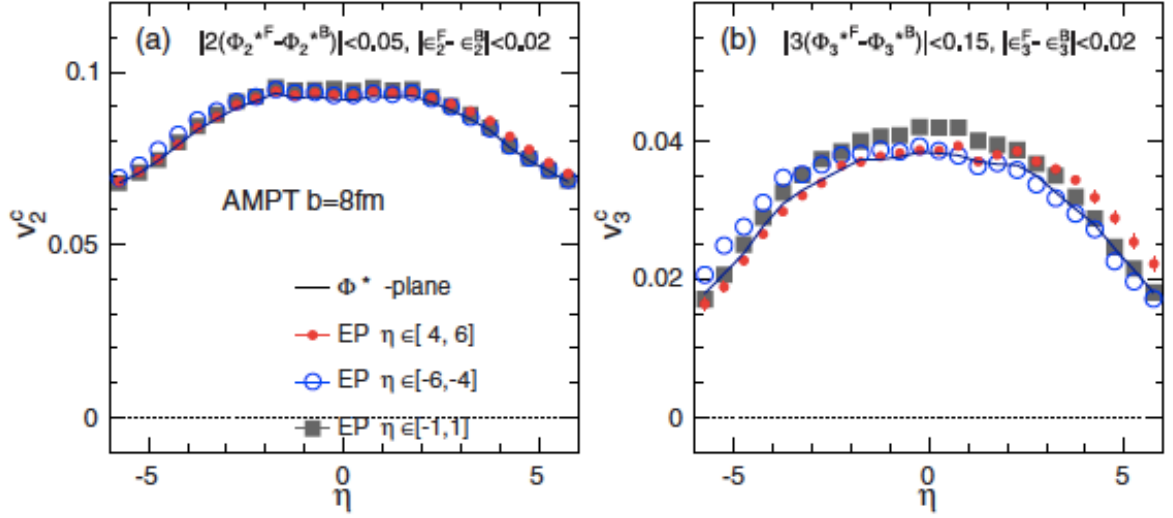 (a) |2(Φ₂*ᶠ-Φ₂*ᴮ)|<0.05, |ϵ₂ᶠ- ϵ₂ᴮ|<0.02
0.1
0.05
0
v₂ᶜ
AMPT b=8fm
Φ* -plane
EP η∈[ 4, 6]
EP η∈[-6,-4]
EP η∈[-1,1]
-5 0 5
η
(b) |3(Φ₃*ᶠ-Φ₃*ᴮ)|<0.15, |ϵ₃ᶠ- ϵ₃ᴮ|<0.02
0.04
0.02
0
v₃ᶜ
-5 0 5
η